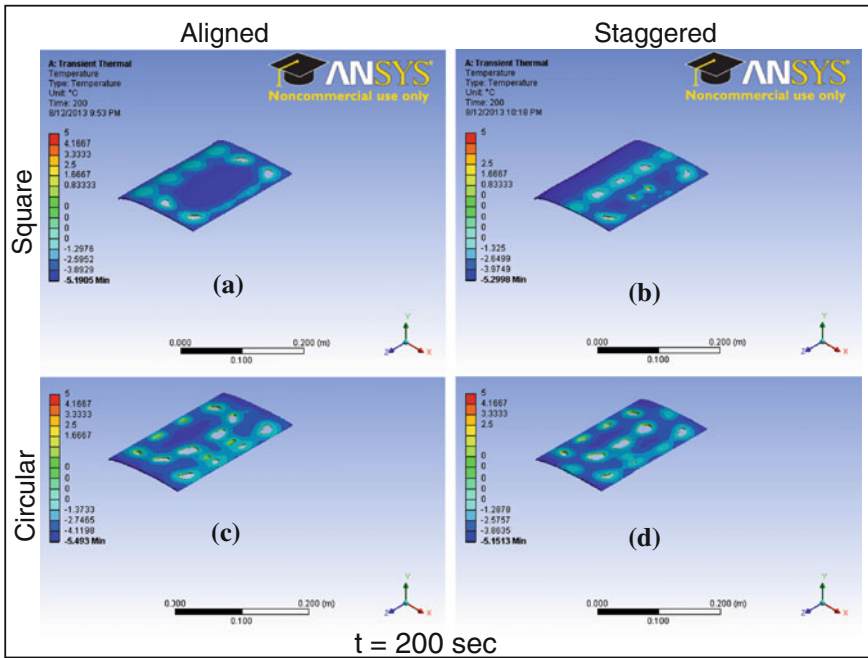 Aligned
Staggered
Square
Circular
A: Transient Thermal
Temperature
Type: Temperature
Unit: °C
Time: 200
8/12/2013 9:53 PM
ANSYS
Noncommercial use only
5
4.1667
3.3333
2.5
1.6667
0.83333
0
0
0
0
-1.2976
-2.5952
-3.8929
-5.1905 Min
(a)
0.000
0.200 (m)
0.100
Y
Z
X
A: Transient Thermal
Temperature
Type: Temperature
Unit: °C
Time: 200
8/12/2013 10:18 PM
ANSYS
Noncommercial use only
5
4.1667
3.3333
2.5
1.6667
0.83333
0
0
0
0
-1.325
-2.6499
-3.9749
-5.2998 Min
(b)
0.000
0.200 (m)
0.100
Y
Z
X
5
4.1667
3.3333
2.5
1.6667
0
0
0
0
-1.3733
-2.7465
-4.1198
-5.493 Min
(c)
0.300
0.200 (m)
0.100
Y
Z
X
5
4.1667
3.3333
2.5
0
0
0
0
-1.2878
-2.5757
-3.8635
-5.1513 Min
(d)
0.000
0.200 (m)
0.100
Y
Z
X
t = 200 sec